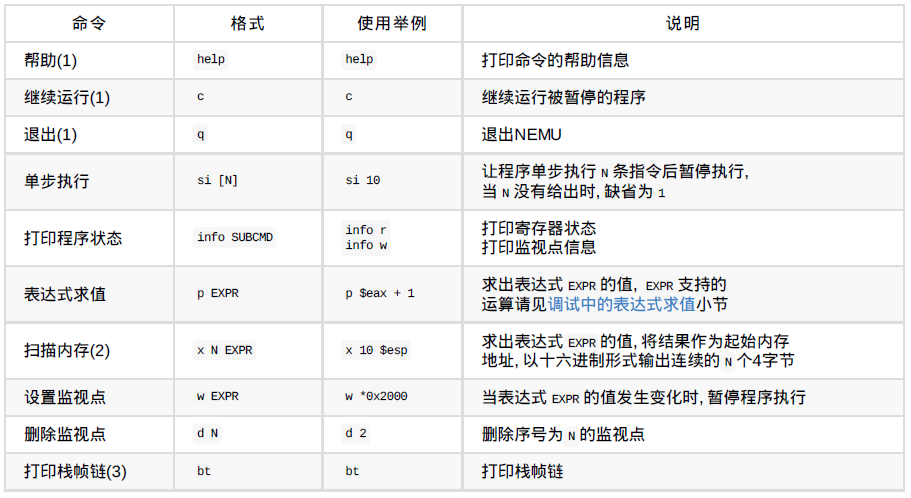 命令 格式 使用举例 说明
帮助(1) help help 打印命令的帮助信息
继续运行(1) c c 继续运行被暂停的程序
退出(1) q q 退出NEMU
单步执行 si [N] si 10 让程序单步执行 N 条指令后暂停执行,
当 N 没有给出时, 缺省为 1
打印程序状态 info SUBCMD info r 打印寄存器状态
info w 打印监视点信息
表达式求值 p EXPR p $eax + 1 求出表达式 EXPR 的值, EXPR 支持的
运算请见调试中的表达式求值小节
扫描内存(2) x N EXPR x 10 $esp 求出表达式 EXPR 的值, 将结果作为起始内存
地址, 以十六进制形式输出连续的 N 个4字节
设置监视点 w EXPR w *0x2000 当表达式 EXPR 的值发生变化时, 暂停程序执行
删除监视点 d N d 2 删除序号为 N 的监视点
打印栈帧链(3) bt bt 打印栈帧链